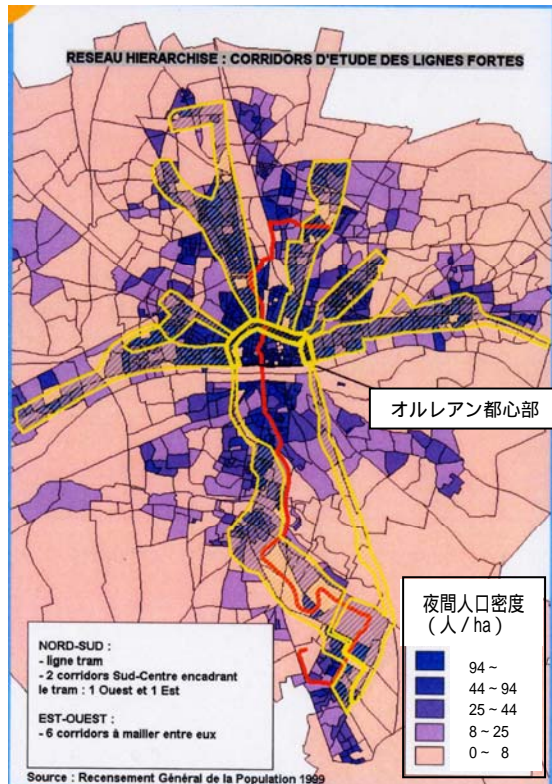 RESEAU HIERARCHISE : CORRIDORS D'ETUDE DES LIGNES FORTES
オルレアン都心部
夜間人口密度
(人/ha)
94~
44~94
25~44
8~25
0~8
NORD-SUD :
- ligne tram
- 2 corridors Sud-Centre encadrant
le tram : 1 Ouest et 1 Est
EST-OUEST :
- 6 corridors à mailler entre eux
Source : Recensement Général de la Population 1999